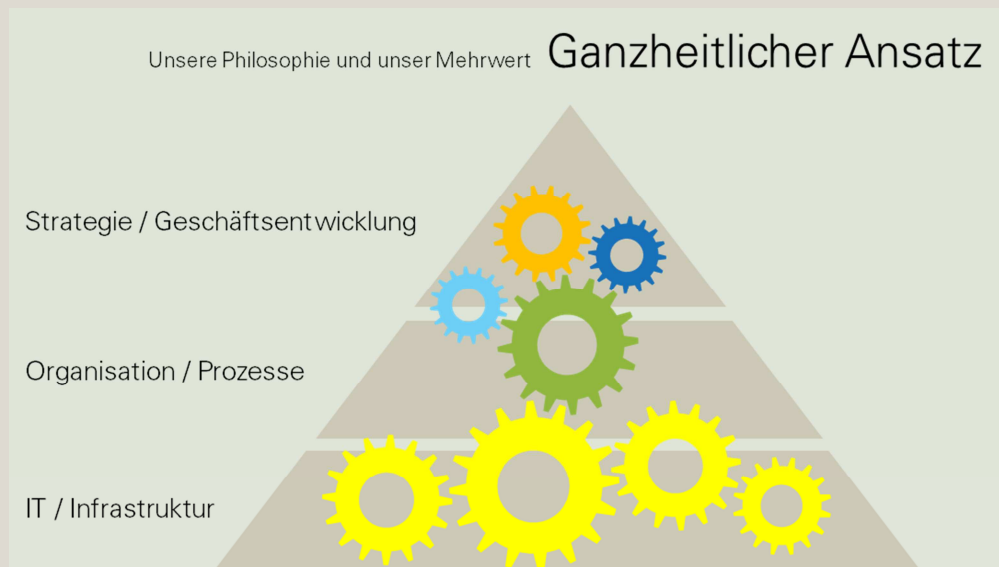 Unsere Philosophie und unser Mehrwert Ganzheitlicher Ansatz
Strategie / Geschäftsentwicklung
Organisation / Prozesse
IT / Infrastruktur